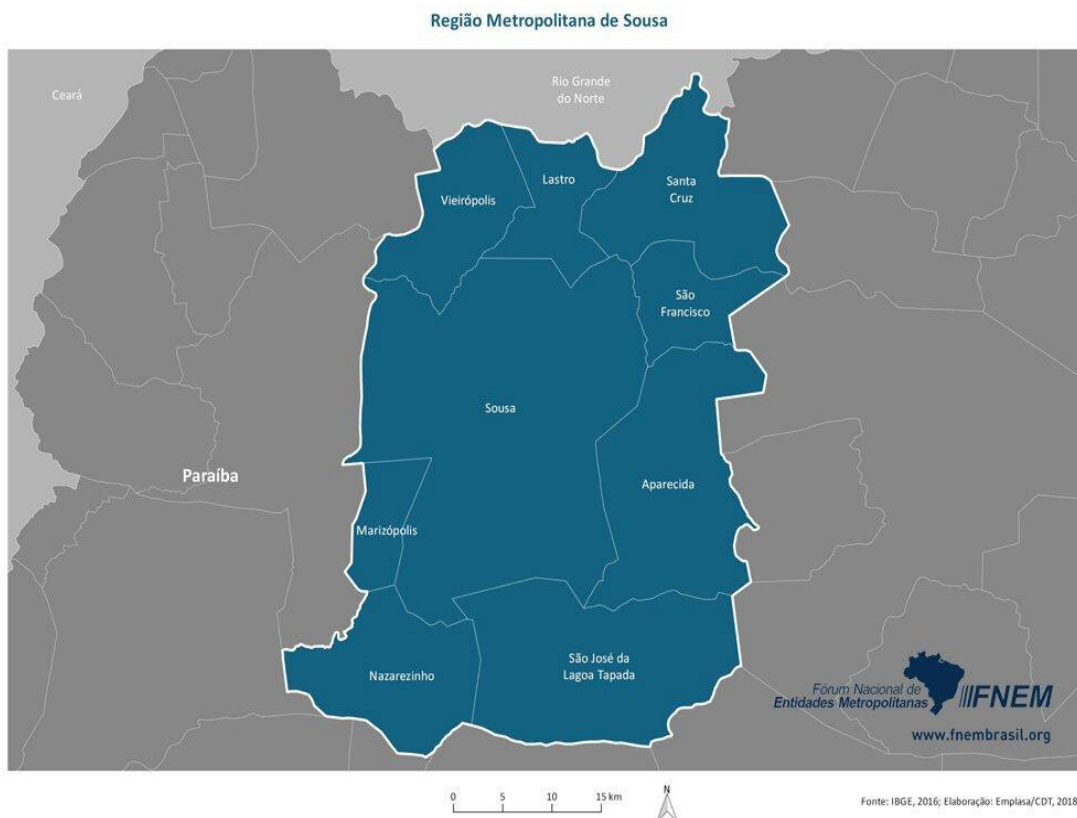 Região Metropolitana de Sousa
Ceará
Rio Grande
do Norte
Vieirópolis
Lastro
Santa
Cruz
São
Francisco
Sousa
Paraíba
Aparecida
Marizópolis
Nazarezinho
São José da
Lagoa Tapada
Fórum Nacional de
Entidades Metropolitanas
FNEM
www.fnembrasil.org
0 5 10 15 km
N
Fonte: IBGE, 2016; Elaboração: Emplasa/CDT, 2018